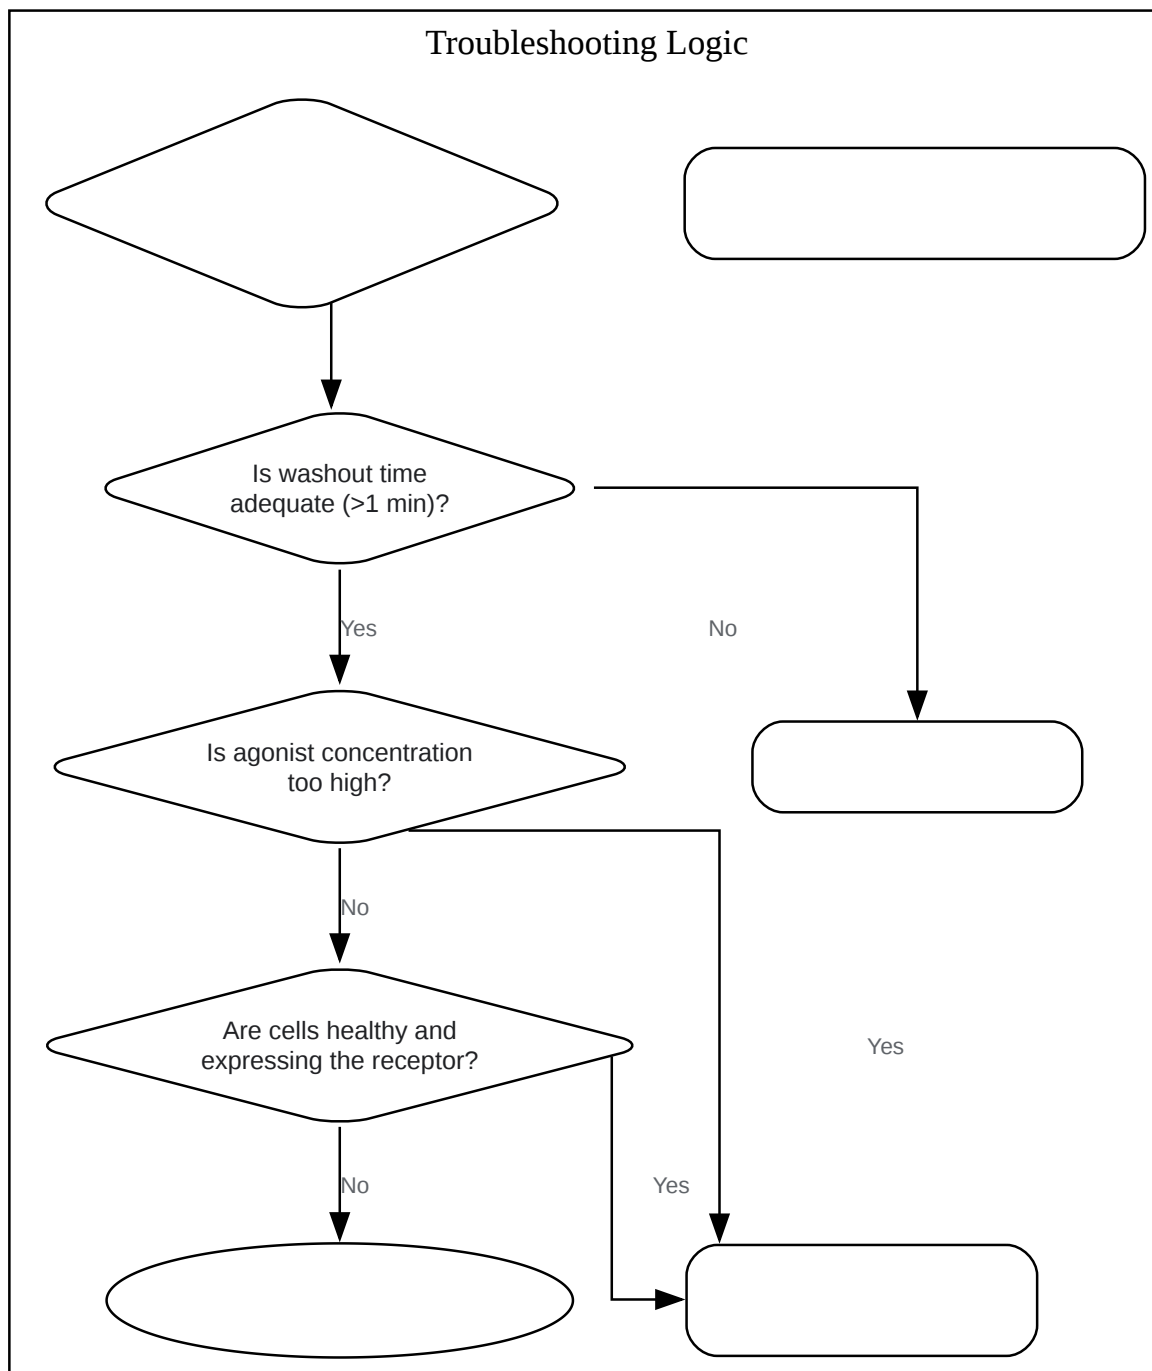 Troubleshooting Logic
Is washout time
adequate (>1 min)?
Yes
No
Is agonist concentration
too high?
No
Are cells healthy and
expressing the receptor?
Yes
No
Yes